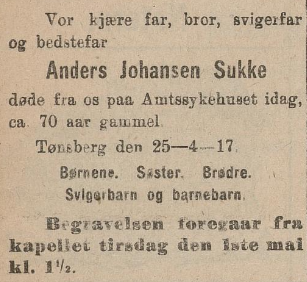 Vor kjære far, bror, svigerfar
og bedstefar
Anders Johansen Sukke
døde fra os paa Amtssykehuset idag,
ca. 70 aar gammel.
Tønsberg den 25—4—17.
Børnene. Søster. Brødre.
Svigerbarn og barnebarn.
Begravelsen foregaar fra
kapellet tirsdag den 1ste mai
kl. 1½.